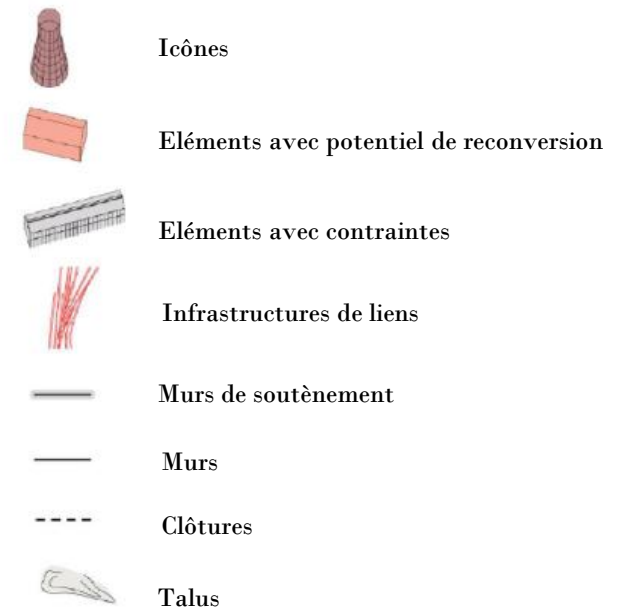 Icônes
Eléments avec potentiel de reconversion
Eléments avec contraintes
Infrastructures de liens
Murs de soutènement
Murs
Clôtures
Talus